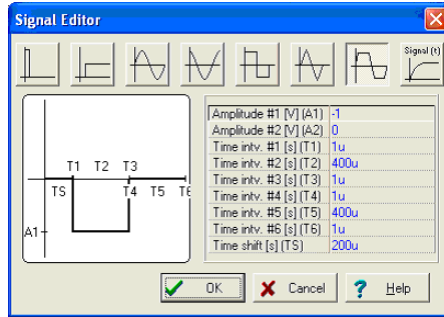 Signal Editor
Signal (t)
T1 T2 T3
TS T4 T5 T6
A1
Amplitude #1 [V] (A1) -1
Amplitude #2 [V] (A2) 0
Time intv. #1 [s] (T1) 1u
Time intv. #2 [s] (T2) 400u
Time intv. #3 [s] (T3) 1u
Time intv. #4 [s] (T4) 1u
Time intv. #5 [s] (T5) 400u
Time intv. #6 [s] (T6) 1u
Time shift [s] (TS) 200u
OK Cancel ? Help